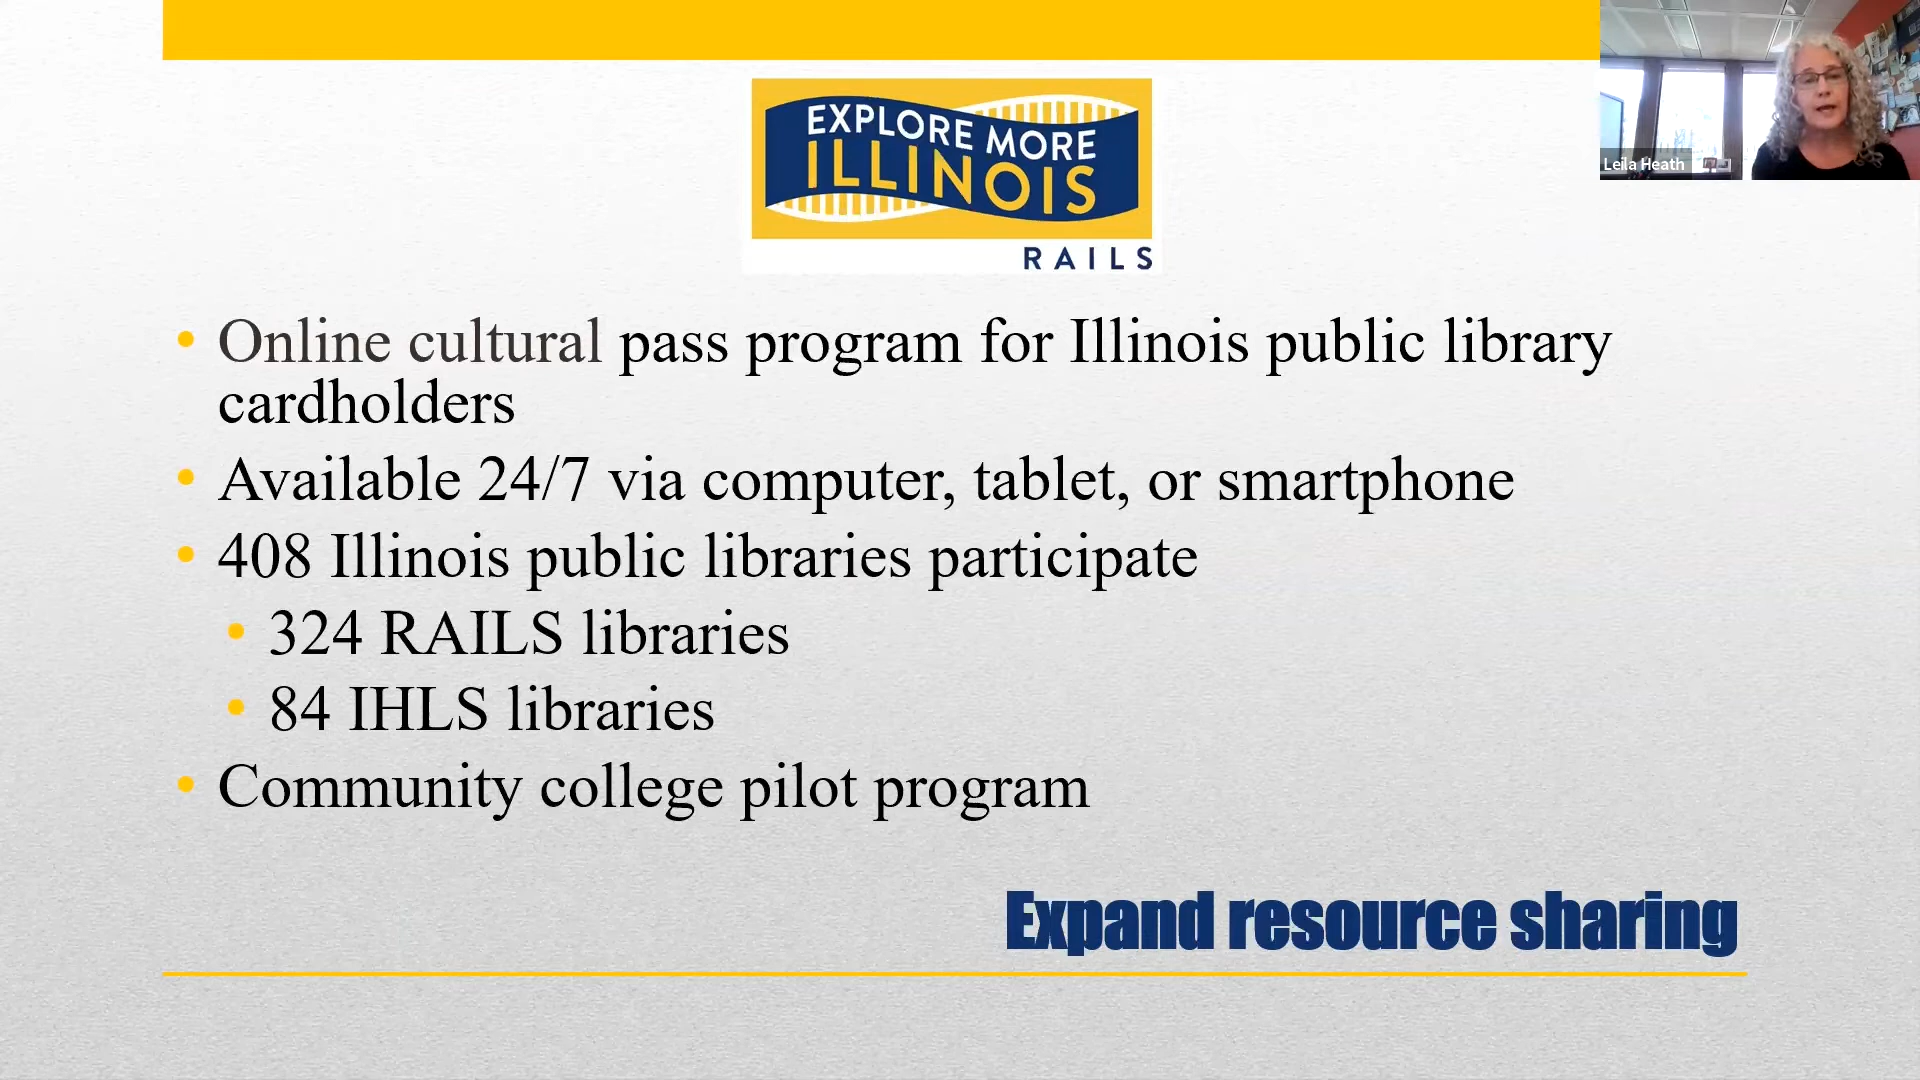 EXPLORE MORE
ILLINOIS
RAILS
Leila Heath
• Online cultural pass program for Illinois public library
cardholders
• Available 24/7 via computer, tablet, or smartphone
• 408 Illinois public libraries participate
• 324 RAILS libraries
• 84 IHLS libraries
• Community college pilot program
Expand resource sharing